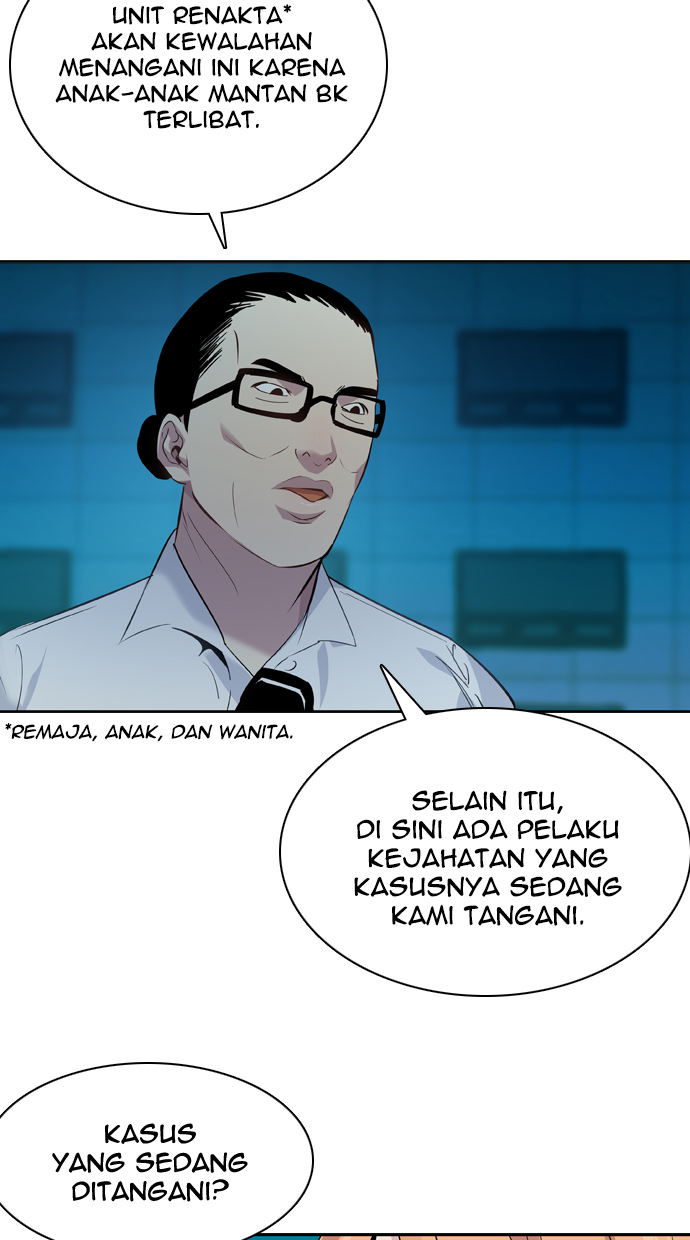 UNIT RENAKTA*
AKAN KEWALAHAN
MENANGANI INI KARENA
ANAK-ANAK MANTAN BK
TERLIBAT.
*REMAJA, ANAK, DAN WANITA.
SELAIN ITU,
DI SINI ADA PELAKU
KEJAHATAN YANG
KASUSNYA SEDANG
KAMI TANGANI.
KASUS
YANG SEDANG
DITANGANI?